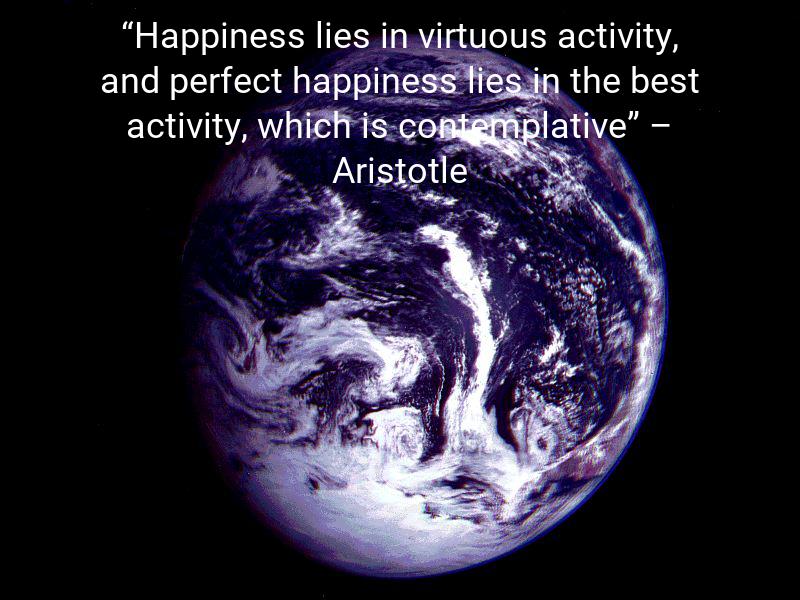 “Happiness lies in virtuous activity,
and perfect happiness lies in the best
activity, which is contemplative” –
Aristotle